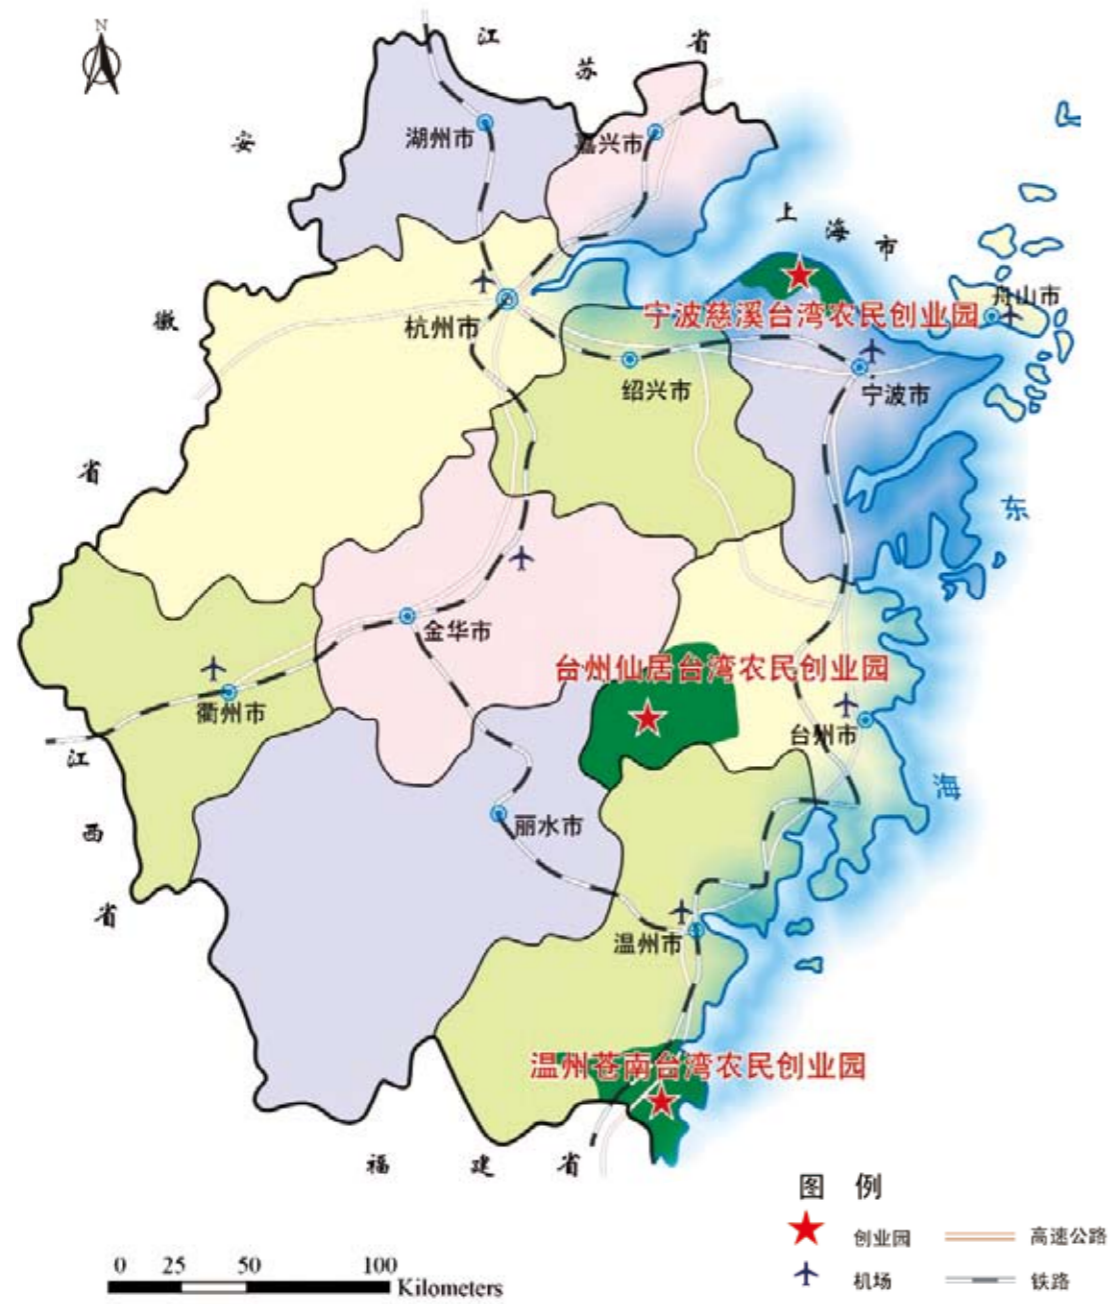 N
江
苏
省
安
湖州市
嘉兴市
上
海
市
徽
杭州市
宁波慈溪台湾农民创业园
舟山市
绍兴市
宁波市
省
东
海
金华市
台州仙居台湾农民创业园
衢州市
台州市
江
西
省
丽水市
温州市
温州苍南台湾农民创业园
福
建
省
图 例
创业园
高速公路
机场
铁路
0 25 50 100
Kilometers